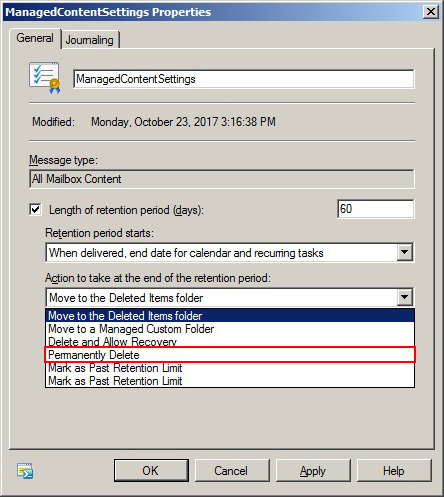 ManagedContentSettings Properties
General
Journaling
ManagedContentSettings
Modified: Monday, October 23, 2017 3:16:38 PM
Message type:
All Mailbox Content
Length of retention period (days): 60
Retention period starts:
When delivered, end date for calendar and recurring tasks
Action to take at the end of the retention period:
Move to the Deleted Items folder
Move to the Deleted Items folder
Move to a Managed Custom Folder
Delete and Allow Recovery
Permanently Delete
Mark as Past Retention Limit
Mark as Past Retention Limit
OK Cancel Apply Help